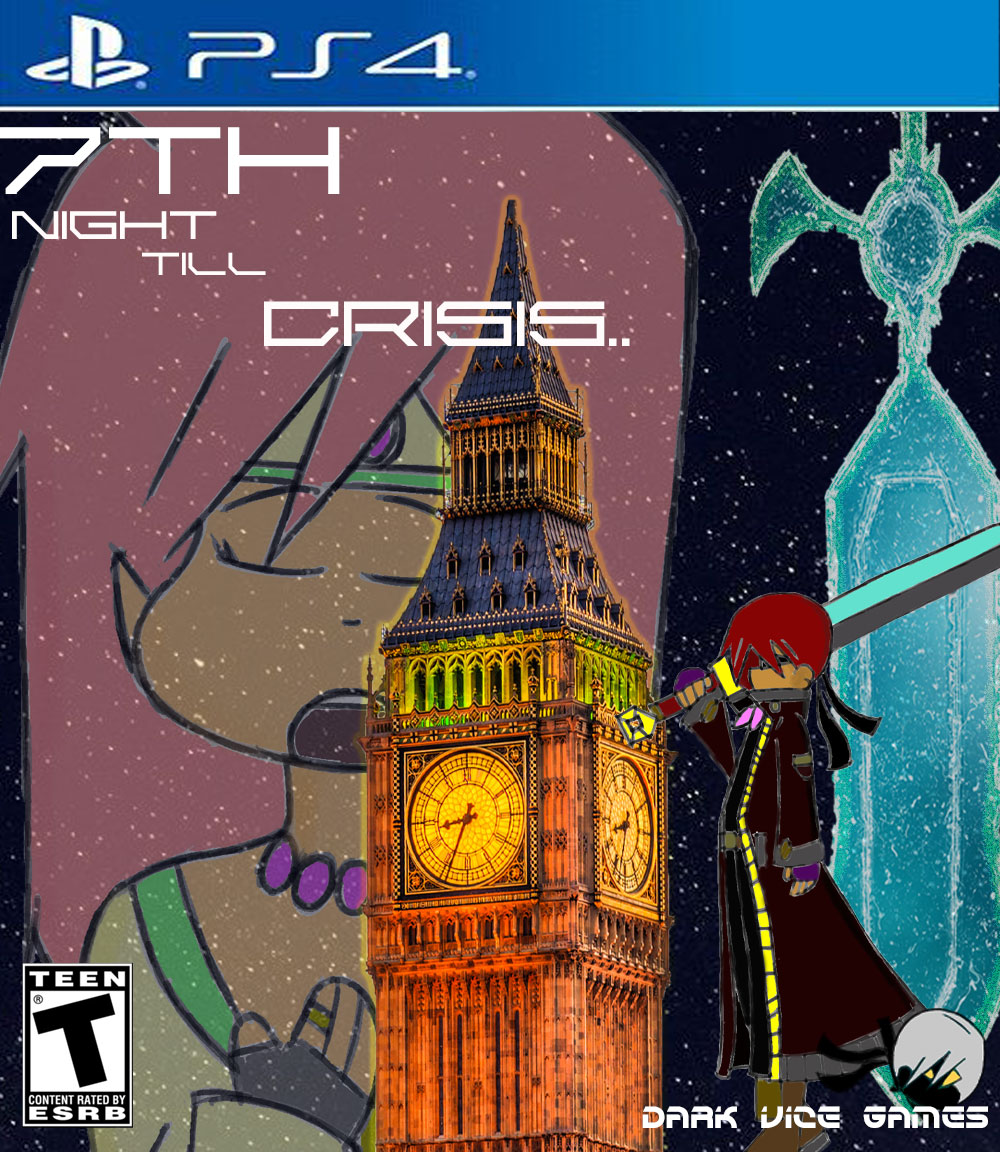 PS4
7TH
NIGHT
TILL
CRISIS..
TEEN
T
CONTENT RATED BY
ESRB
DARK VICE GAMES